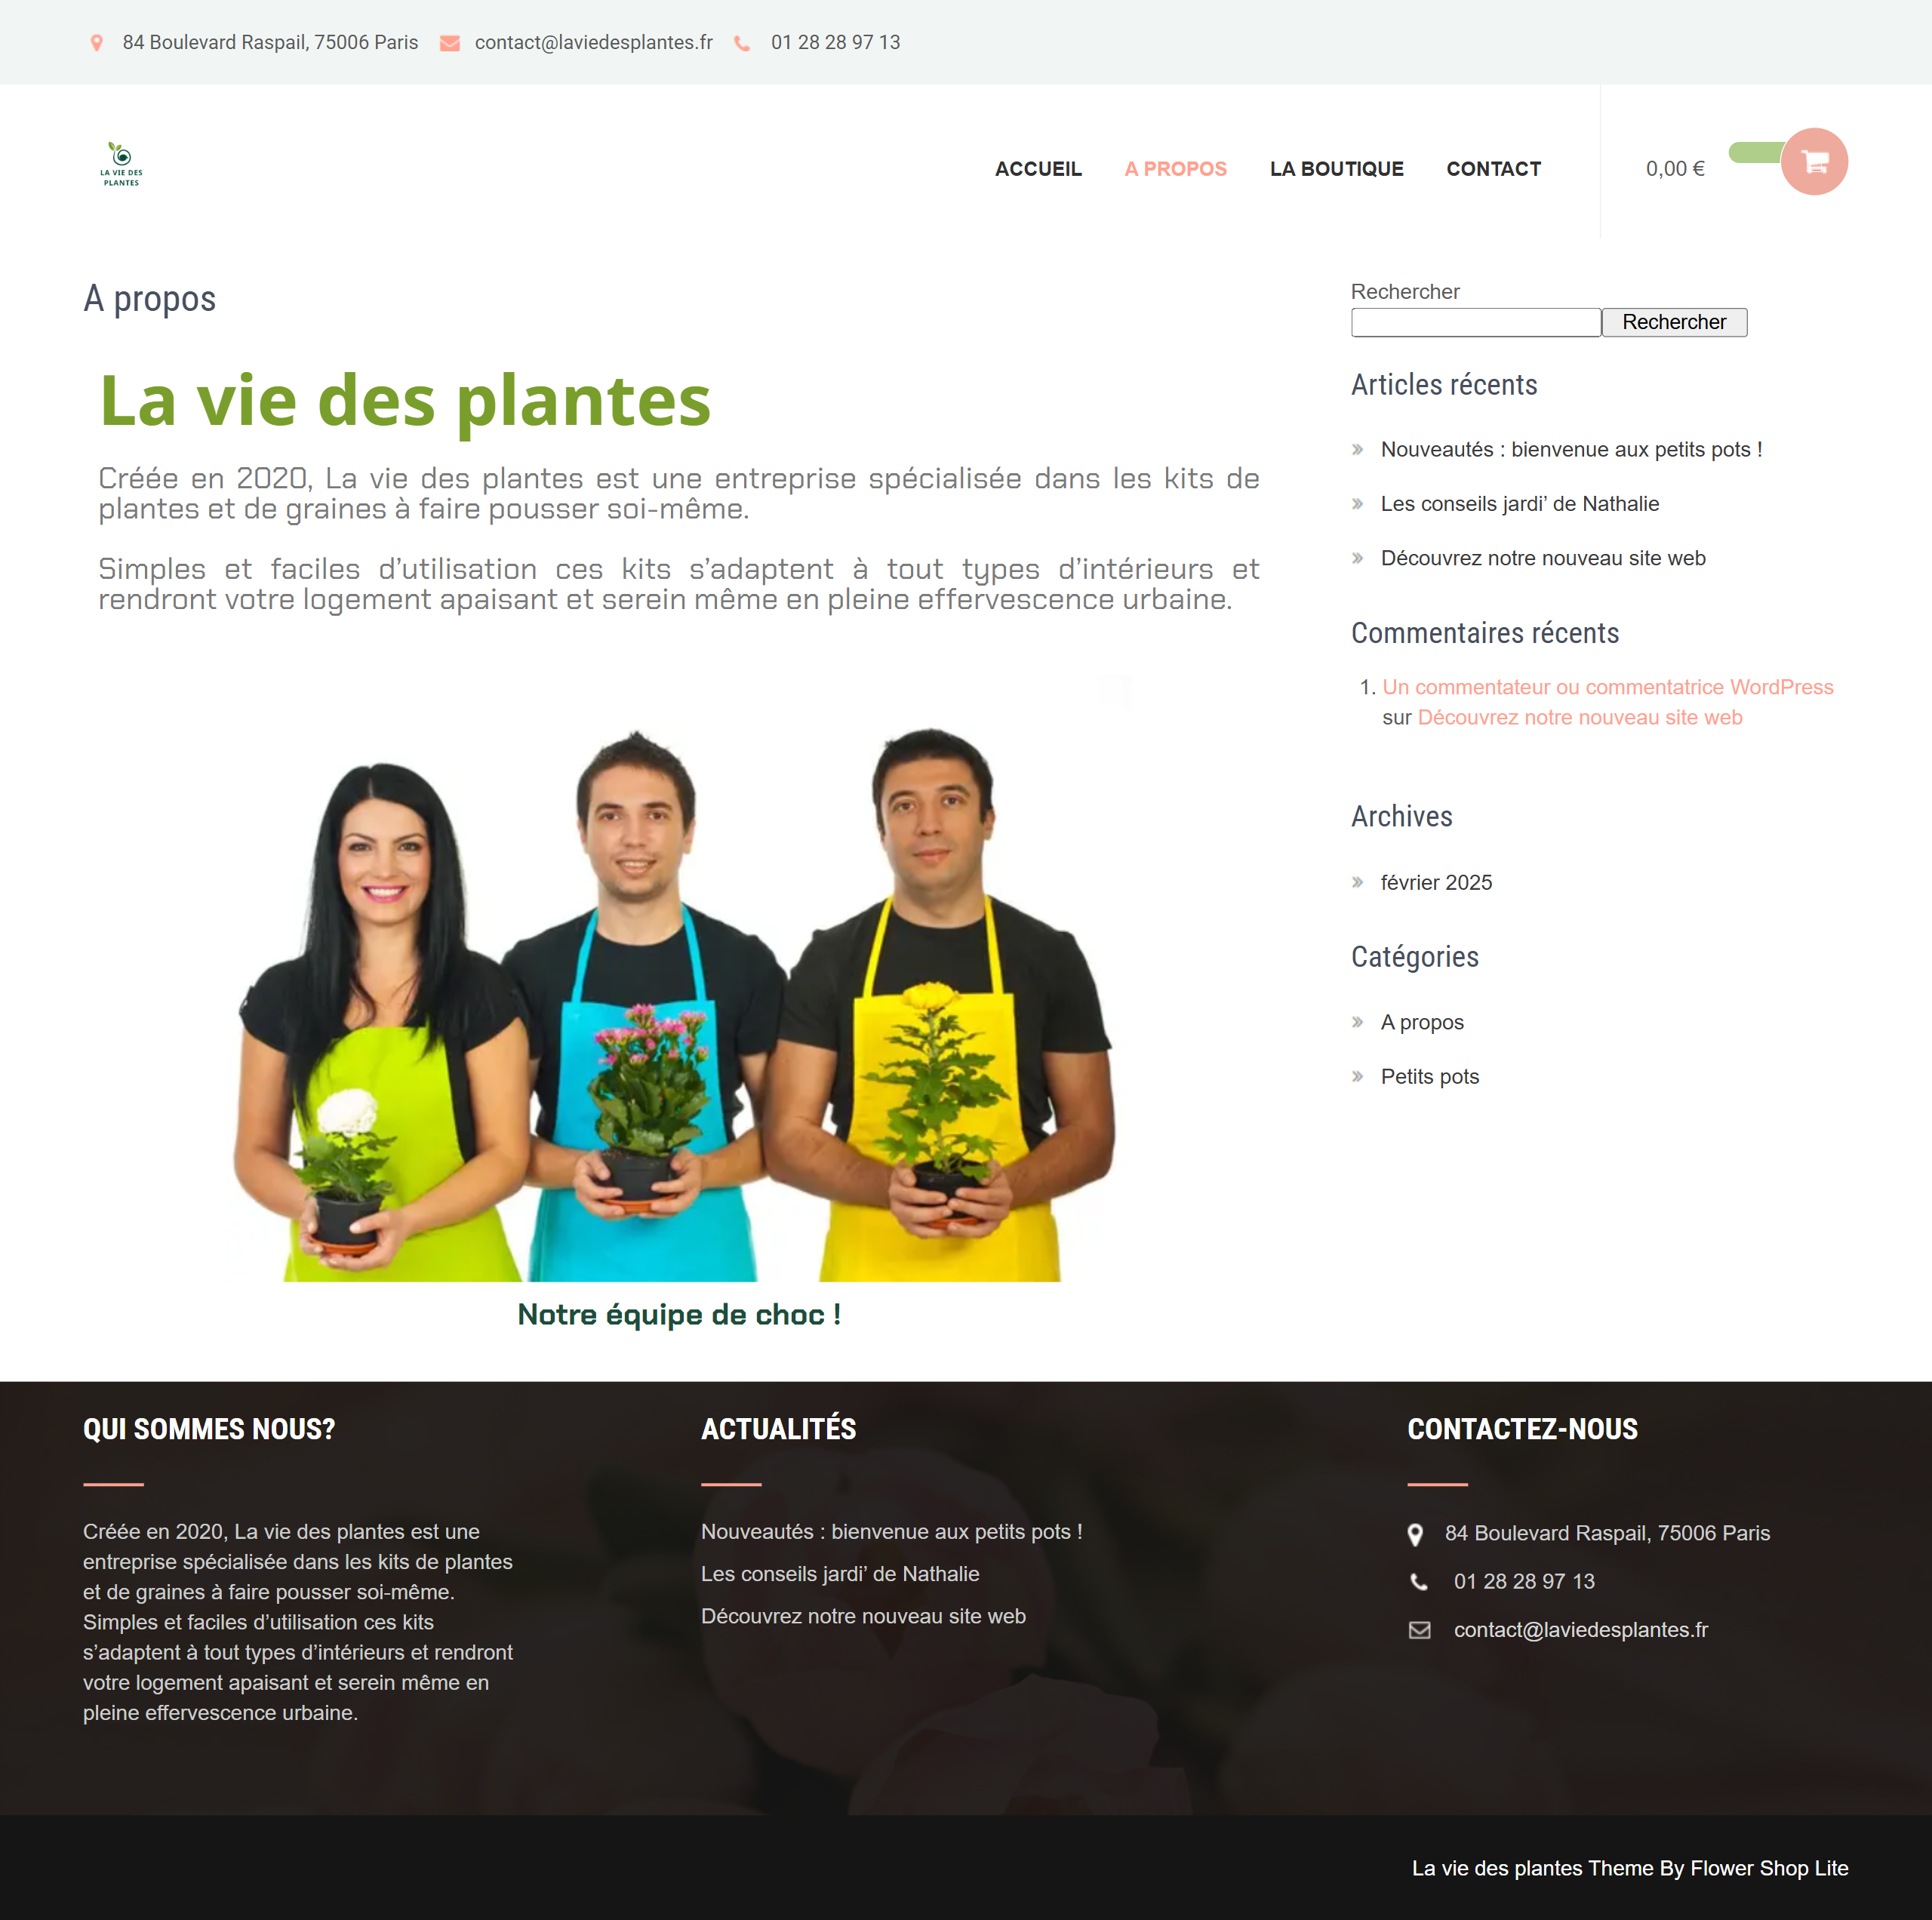 84 Boulevard Raspail, 75006 Paris contact@laviedesplantes.fr 01 28 28 97 13
LA VIE DES
PLANTES
ACCUEIL A PROPOS LA BOUTIQUE CONTACT 0,00 €
A propos
La vie des plantes
Créée en 2020, La vie des plantes est une entreprise spécialisée dans les kits de
plantes et de graines à faire pousser soi-même.
Simples et faciles d’utilisation ces kits s’adaptent à tout types d’intérieurs et
rendront votre logement apaisant et serein même en pleine effervescence urbaine.
Notre équipe de choc !
Rechercher
Rechercher
Articles récents
Nouveautés : bienvenue aux petits pots !
Les conseils jardi’ de Nathalie
Découvrez notre nouveau site web
Commentaires récents
1. Un commentateur ou commentatrice WordPress
sur Découvrez notre nouveau site web
Archives
février 2025
Catégories
A propos
Petits pots
QUI SOMMES NOUS?
Créée en 2020, La vie des plantes est une
entreprise spécialisée dans les kits de plantes
et de graines à faire pousser soi-même.
Simples et faciles d’utilisation ces kits
s’adaptent à tout types d’intérieurs et rendront
votre logement apaisant et serein même en
pleine effervescence urbaine.
ACTUALITÉS
Nouveautés : bienvenue aux petits pots !
Les conseils jardi’ de Nathalie
Découvrez notre nouveau site web
CONTACTEZ-NOUS
84 Boulevard Raspail, 75006 Paris
01 28 28 97 13
contact@laviedesplantes.fr
La vie des plantes Theme By Flower Shop Lite